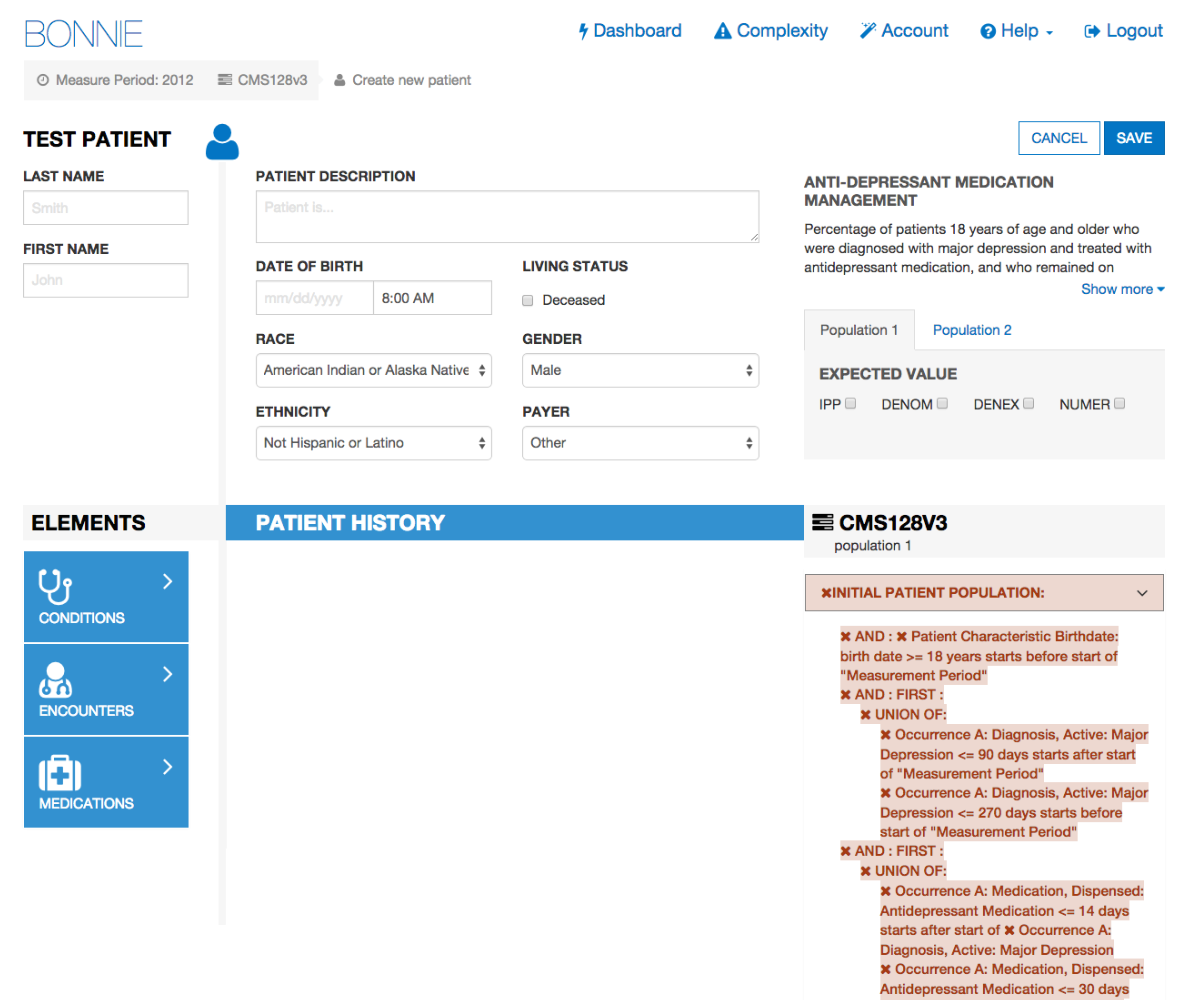 BONNIE
Dashboard
Complexity
Account
Help
Logout
Measure Period: 2012
CMS128v3
Create new patient
TEST PATIENT
CANCEL
SAVE
LAST NAME
Smith
FIRST NAME
John
PATIENT DESCRIPTION
Patient is...
DATE OF BIRTH
mm/dd/yyyy
8:00 AM
LIVING STATUS
Deceased
RACE
American Indian or Alaska Native
GENDER
Male
ETHNICITY
Not Hispanic or Latino
PAYER
Other
ANTI-DEPRESSANT MEDICATION
MANAGEMENT
Percentage of patients 18 years of age and older who
were diagnosed with major depression and treated with
antidepressant medication, and who remained on
Show more
Population 1
Population 2
EXPECTED VALUE
IPP
DENOM
DENEX
NUMER
ELEMENTS
CONDITIONS
ENCOUNTERS
MEDICATIONS
PATIENT HISTORY
CMS128V3
population 1
✖INITIAL PATIENT POPULATION:
✖ AND : ✖ Patient Characteristic Birthdate:
birth date >= 18 years starts before start of
"Measurement Period"
✖ AND : FIRST :
✖ UNION OF:
✖ Occurrence A: Diagnosis, Active: Major
Depression <= 90 days starts after start
of "Measurement Period"
✖ Occurrence A: Diagnosis, Active: Major
Depression <= 270 days starts before
start of "Measurement Period"
✖ AND : FIRST :
✖ UNION OF:
✖ Occurrence A: Medication, Dispensed:
Antidepressant Medication <= 14 days
starts after start of ✖ Occurrence A:
Diagnosis, Active: Major Depression
✖ Occurrence A: Medication, Dispensed:
Antidepressant Medication <= 30 days